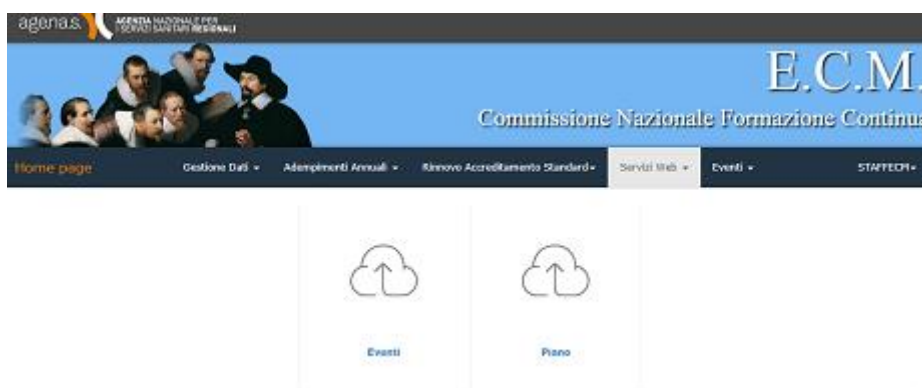 agenas. AGENZIA NAZIONALE PER
I SERVIZI SANITARI REGIONALI
E.C.M.
Commissione Nazionale Formazione Continua
Home page Gestione Dati Adempimenti Annuali Rinnovo Accreditamento Standard Servizi Web Eventi STAFFECM
Eventi Piano